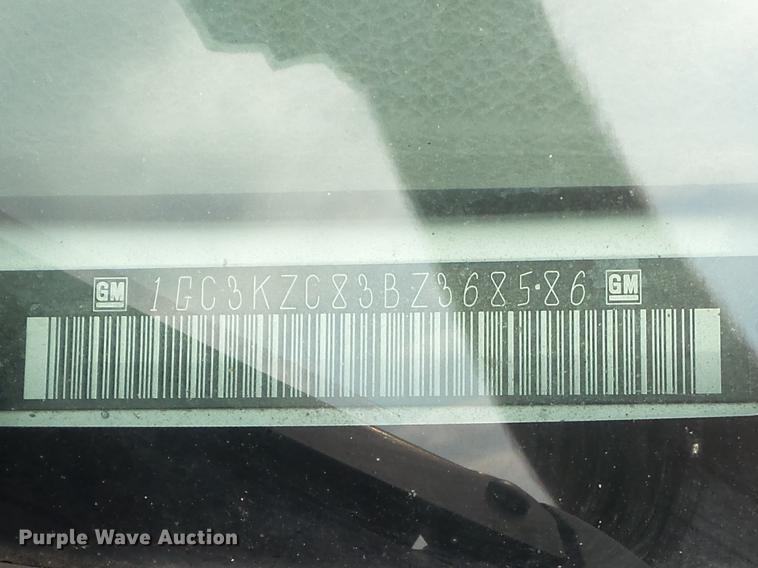 GM 1GC3KZC83BZ368586 GM
Purple Wave Auction